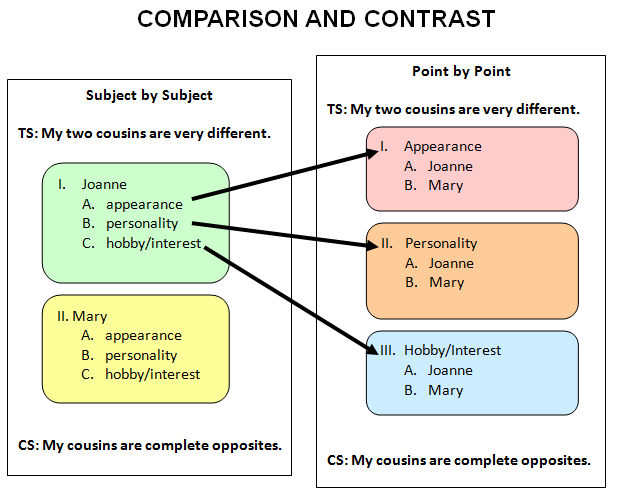 COMPARISON AND CONTRAST
Subject by Subject
TS: My two cousins are very different.
I. Joanne
A. appearance
B. personality
C. hobby/interest
II. Mary
A. appearance
B. personality
C. hobby/interest
CS: My cousins are complete opposites.
Point by Point
TS: My two cousins are very different.
I. Appearance
A. Joanne
B. Mary
II. Personality
A. Joanne
B. Mary
III. Hobby/Interest
A. Joanne
B. Mary
CS: My cousins are complete opposites.